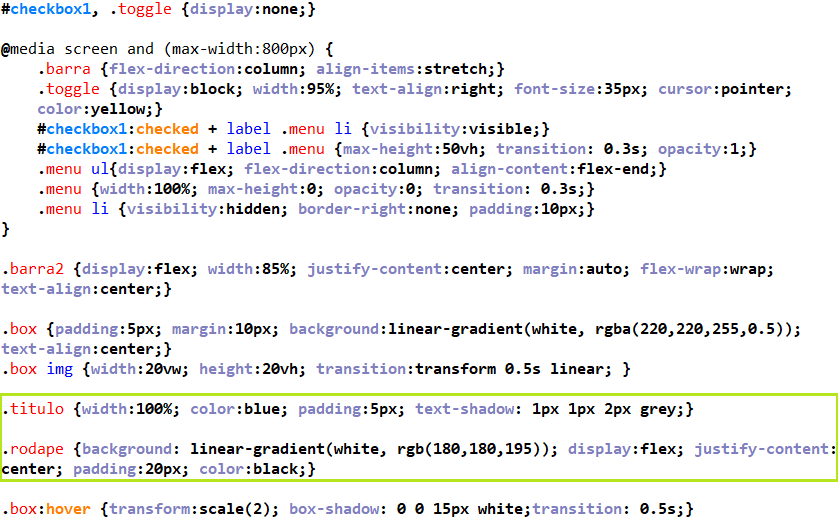 #checkbox1, .toggle {display:none;}
@media screen and (max-width:800px) {
.barra {flex-direction:column; align-items:stretch;}
.toggle {display:block; width:95%; text-align:right; font-size:35px; cursor:pointer;
color:yellow;}
#checkbox1:checked + label .menu li {visibility:visible;}
#checkbox1:checked + label .menu {max-height:50vh; transition: 0.3s; opacity:1;}
.menu ul{display:flex; flex-direction:column; align-content:flex-end;}
.menu {width:100%; max-height:0; opacity:0; transition: 0.3s;}
.menu li {visibility:hidden; border-right:none; padding:10px;}
}
.barra2 {display:flex; width:85%; justify-content:center; margin:auto; flex-wrap:wrap;
text-align:center;}
.box {padding:5px; margin:10px; background:linear-gradient(white, rgba(220,220,255,0.5));
text-align:center;}
.box img {width:20vw; height:20vh; transition:transform 0.5s linear; }
.titulo {width:100%; color:blue; padding:5px; text-shadow: 1px 1px 2px grey;}
.rodape {background: linear-gradient(white, rgb(180,180,195)); display:flex; justify-content:
center; padding:20px; color:black;}
.box:hover {transform:scale(2); box-shadow: 0 0 15px white;transition: 0.5s;}